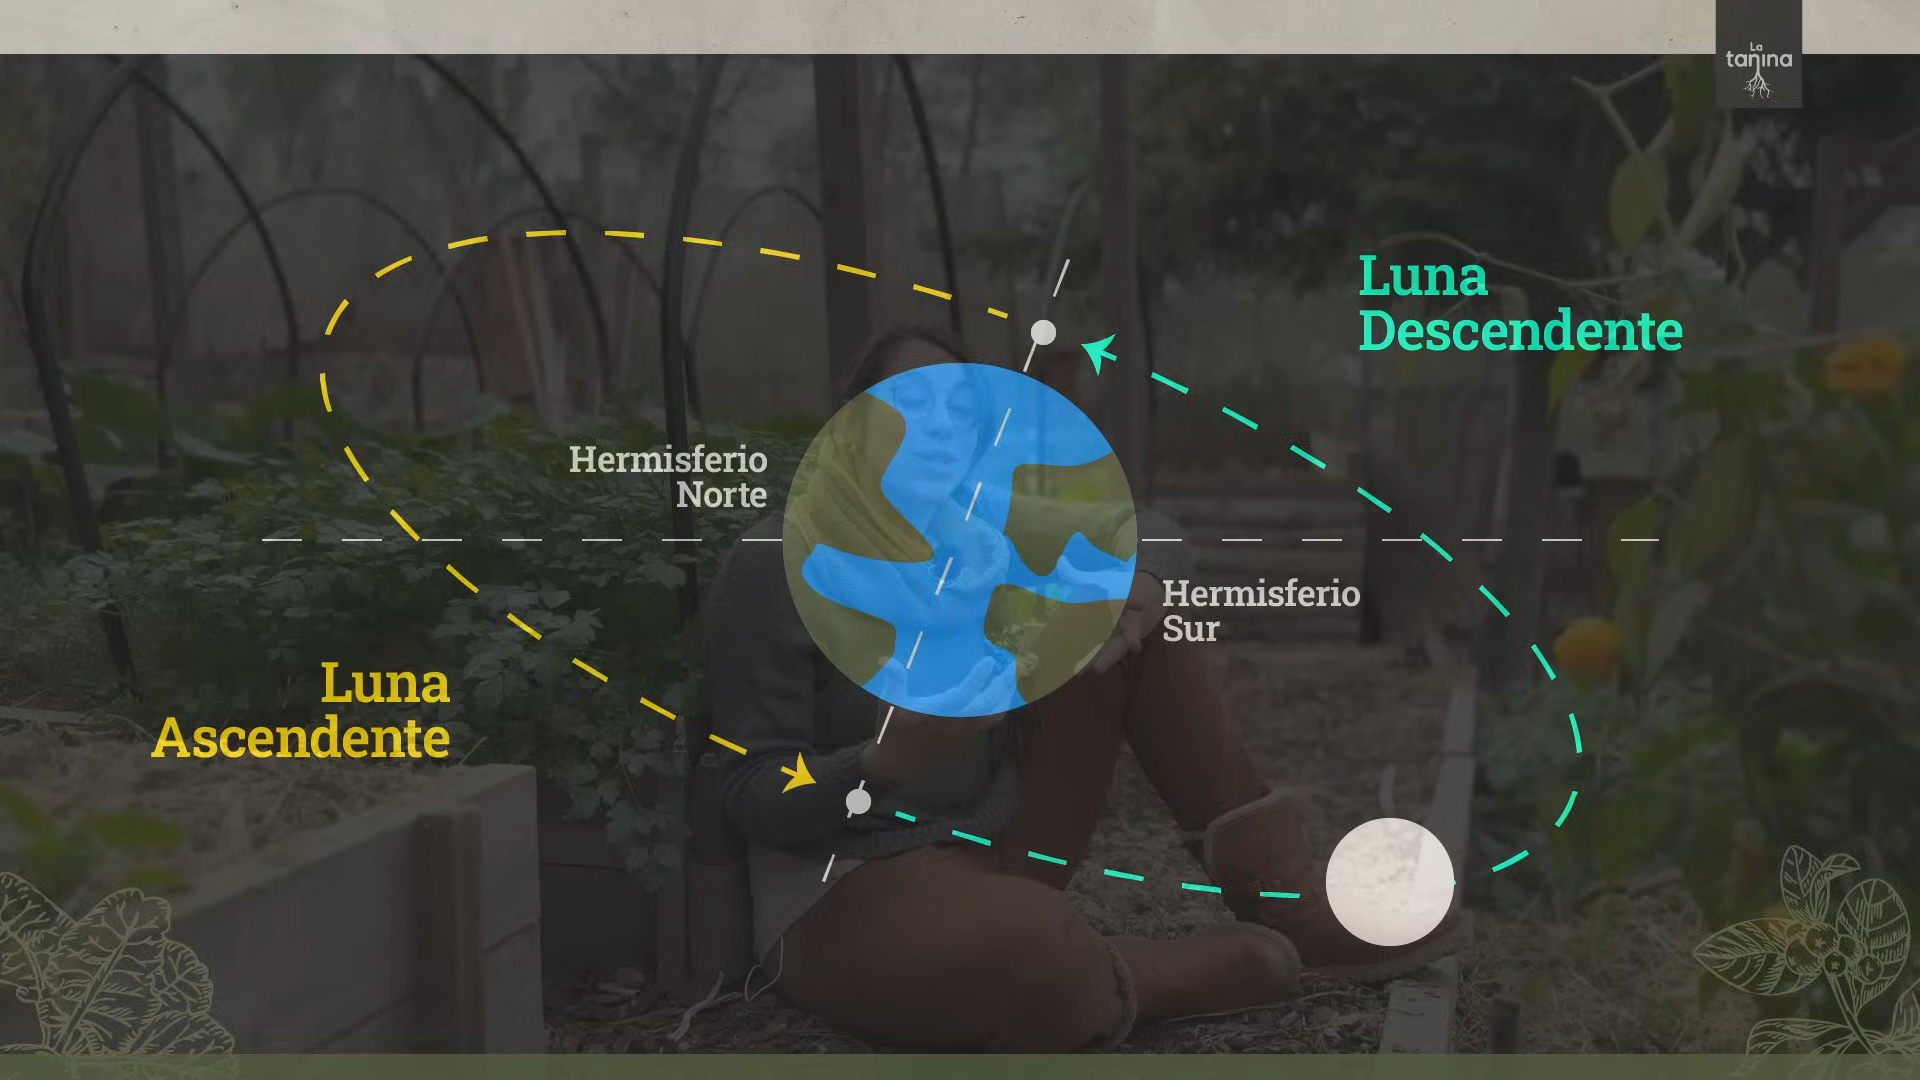 La
tanina
Luna
Descendente
Hermisferio
Norte
Hermisferio
Sur
Luna
Ascendente